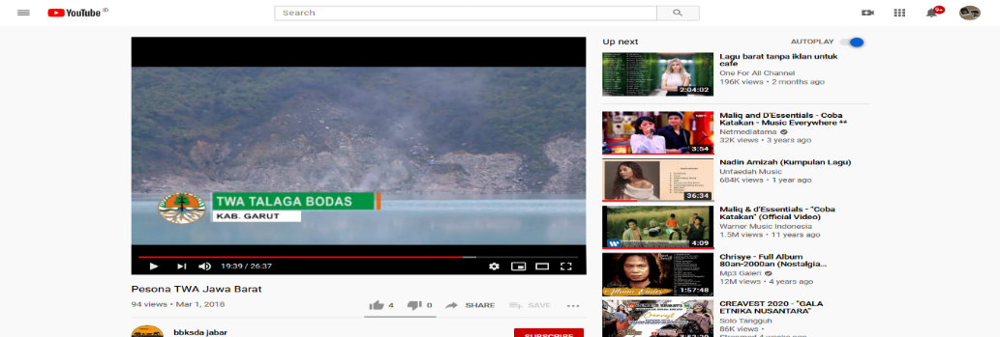 YouTube ID
Search
9+
TWA TALAGA BODAS
KAB. GARUT
19:39 / 26:37
Pesona TWA Jawa Barat
94 views • Mar 1, 2018
4
0
SHARE
SAVE
bbksda jabar
SUBSCRIBE
Up next
AUTOPLAY
2:04:02
Lagu barat tanpa iklan untuk
cafe
One For All Channel
196K views • 2 months ago
3:54
Maliq and D'Essentials - Coba
Katakan - Music Everywhere **
Netmediatama
32K views • 3 years ago
36:34
Nadin Amizah (Kumpulan Lagu)
Unfaedah Music
684K views • 1 year ago
4:09
Maliq & d'Essentials - "Coba
Katakan" (Official Video)
Warner Music Indonesia
1.5M views • 11 years ago
1:57:48
Chrisye - Full Album
80an-2000an (Nostalgia...
Mp3 Galeri
12M views • 4 years ago
CREAVEST 2020 - "GALA
ETNIKA NUSANTARA"
Solo Tangguh
86K views •
Streamed 4 weeks ago